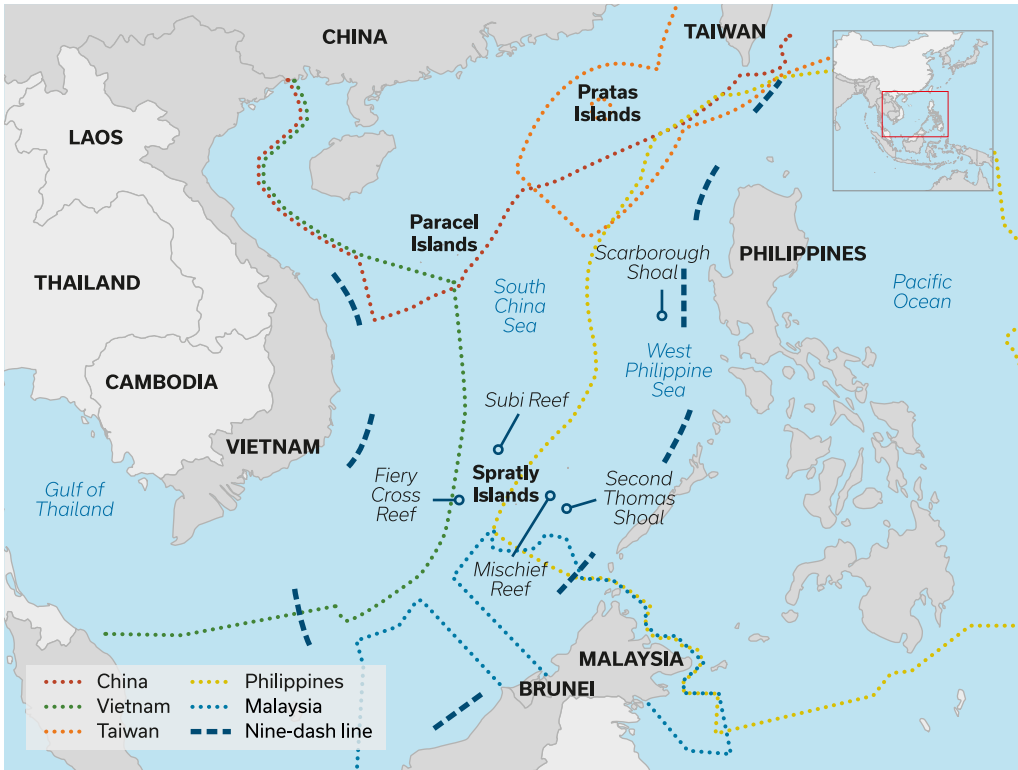 CHINA
TAIWAN
Pratas
Islands
LAOS
Paracel
Islands
Scarborough
Shoal
PHILIPPINES
THAILAND
South
China
Sea
Pacific
Ocean
West
Philippine
Sea
CAMBODIA
Subi Reef
VIETNAM
Gulf of
Thailand
Fiery
Cross
Reef
Spratly
Islands
Second
Thomas
Shoal
Mischief
Reef
MALAYSIA
BRUNEI
China
Philippines
Vietnam
Malaysia
Taiwan
Nine-dash line